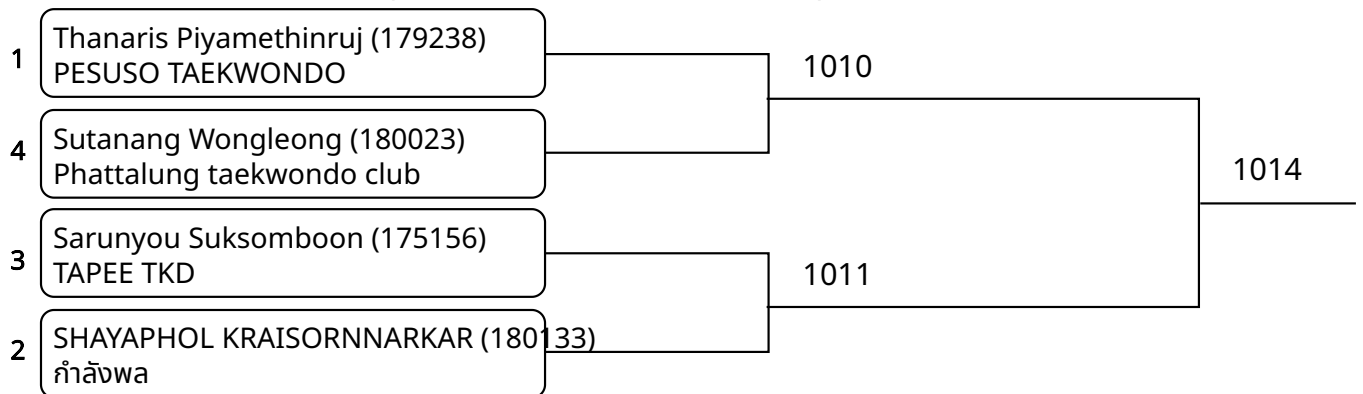 1
Thanaris Piyamethinruj (179238)
PESUSO TAEKWONDO
4
Sutanang Wongleong (180023)
Phattalung taekwondo club
3
Sarunyou Suksomboon (175156)
TAPEE TKD
2
SHAYAPHOL KRAISORNNARKAR (180133)
กำลังพล
1010
1011
1014